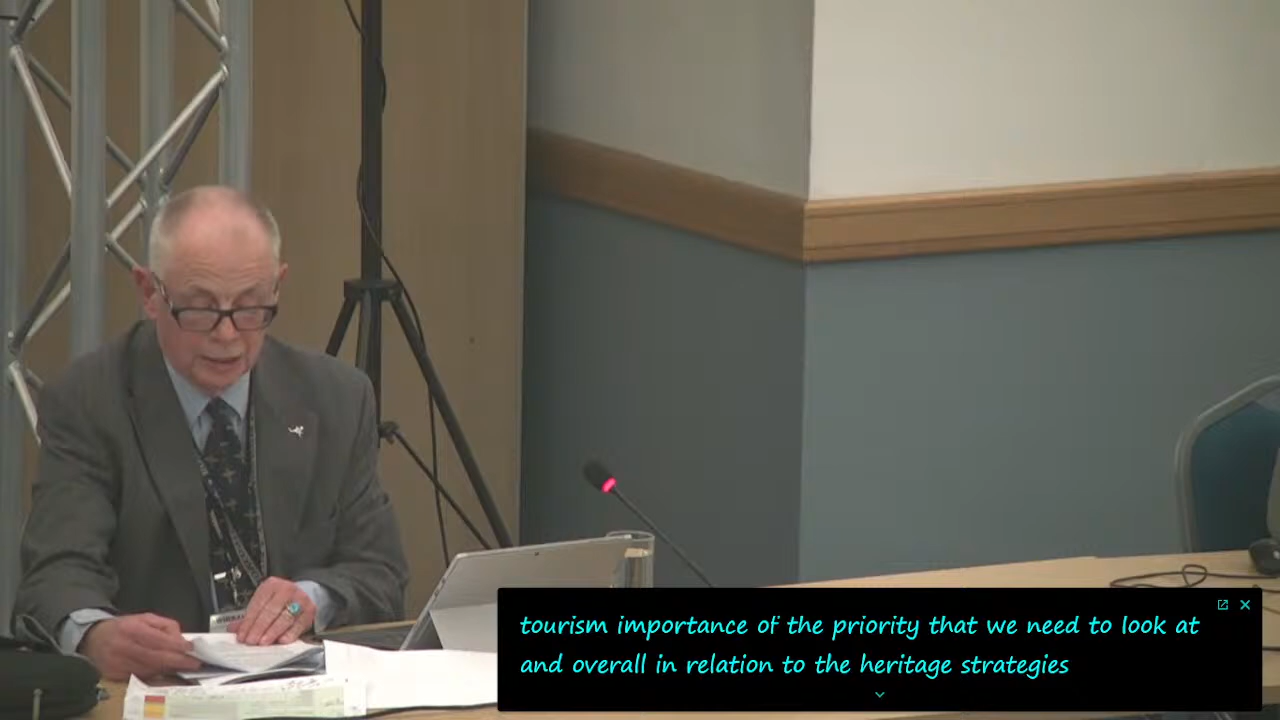 tourism importance of the priority that we need to look at
and overall in relation to the heritage strategies